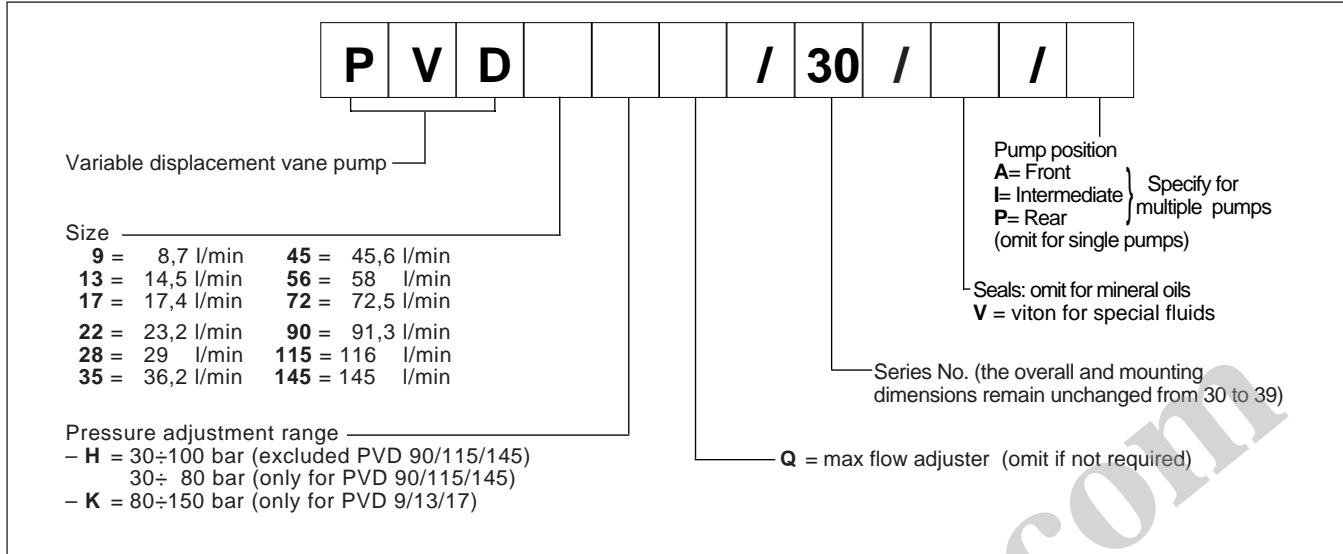 P V D / 30 / /
Variable displacement vane pump
Pump position
A= Front
I= Intermediate
P= Rear
(omit for single pumps)
Specify for
multiple pumps
Size
9 = 8,7 l/min 45 = 45,6 l/min
13 = 14,5 l/min 56 = 58 l/min
17 = 17,4 l/min 72 = 72,5 l/min
22 = 23,2 l/min 90 = 91,3 l/min
28 = 29 l/min 115 = 116 l/min
35 = 36,2 l/min 145 = 145 l/min
Seals: omit for mineral oils
V = viton for special fluids
Series No. (the overall and mounting
dimensions remain unchanged from 30 to 39)
Pressure adjustment range
– H = 30÷100 bar (excluded PVD 90/115/145)
30÷ 80 bar (only for PVD 90/115/145)
– K = 80÷150 bar (only for PVD 9/13/17)
Q = max flow adjuster (omit if not required)
com